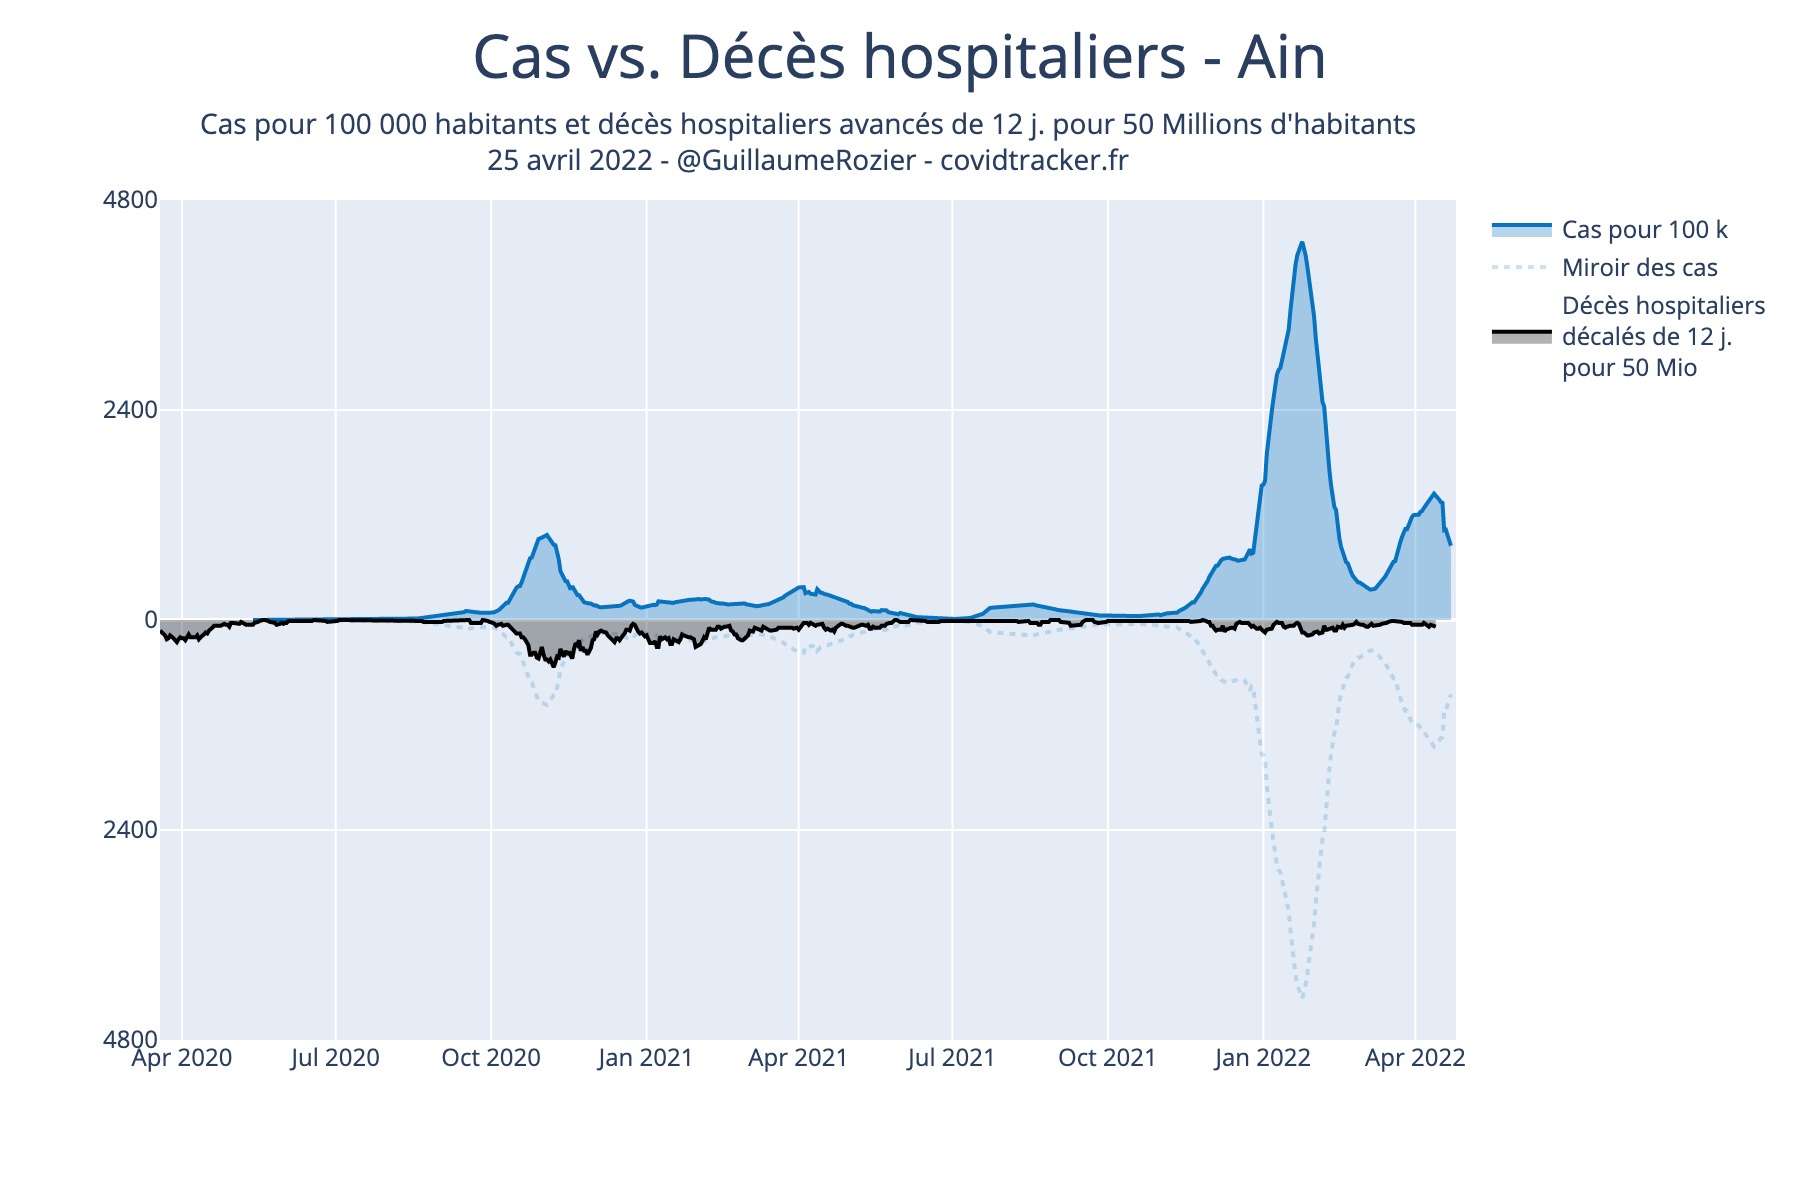 Cas vs. Décès hospitaliers - Ain
Cas pour 100 000 habitants et décès hospitaliers avancés de 12 j. pour 50 Millions d'habitants
25 avril 2022 - @GuillaumeRozier - covidtracker.fr
4800
2400
0
2400
4800
Apr 2020
Jul 2020
Oct 2020
Jan 2021
Apr 2021
Jul 2021
Oct 2021
Jan 2022
Apr 2022
Cas pour 100 k
Miroir des cas
Décès hospitaliers
décalés de 12 j.
pour 50 Mio